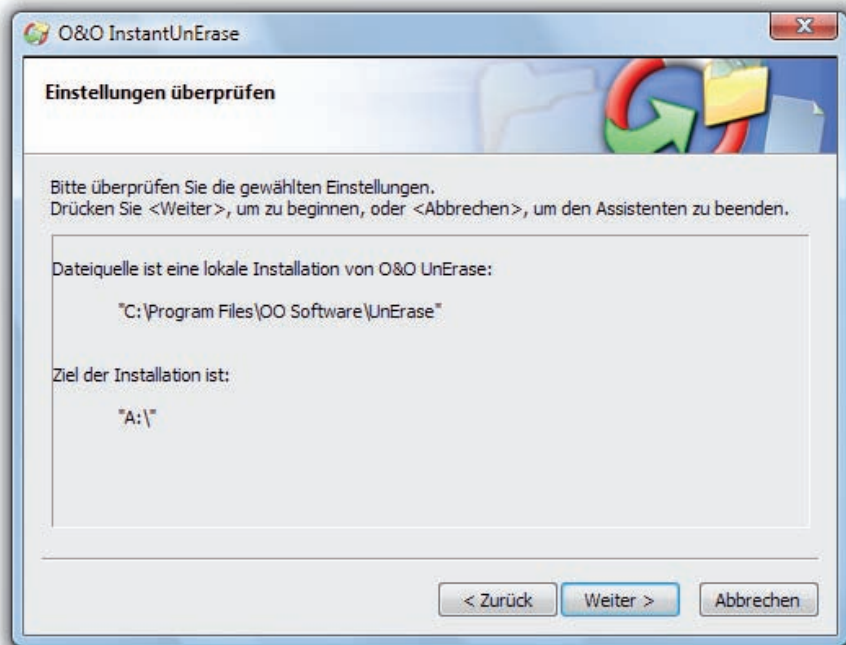 O&O InstantUnErase
Einstellungen überprüfen
Bitte überprüfen Sie die gewählten Einstellungen.
Drücken Sie <Weiter>, um zu beginnen, oder <Abbrechen>, um den Assistenten zu beenden.
Dateiquelle ist eine lokale Installation von O&O UnErase:
"C:\Program Files\OO Software\UnErase"
Ziel der Installation ist:
"A:\"
< Zurück Weiter > Abbrechen